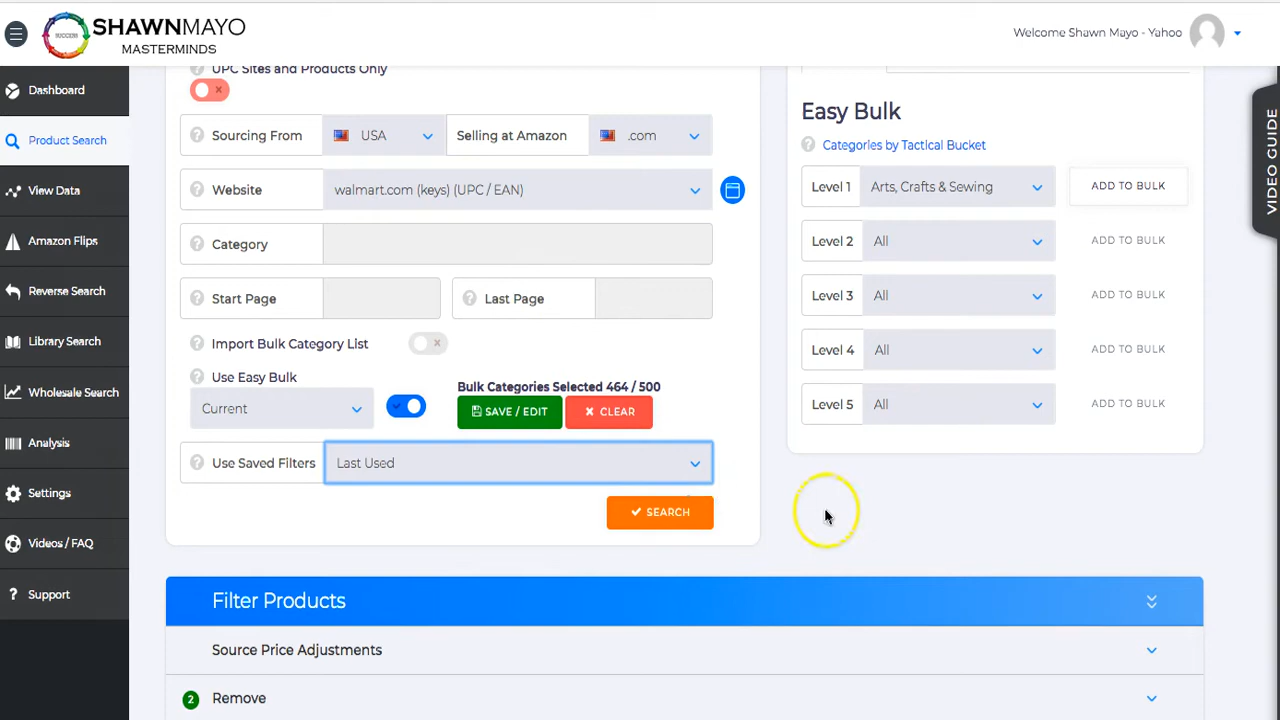 SHAWNMAYO
MASTERMINDS
SUCCESS
Welcome Shawn Mayo - Yahoo
Dashboard
Product Search
View Data
Amazon Flips
Reverse Search
Library Search
Wholesale Search
Analysis
Settings
Videos / FAQ
Support
UPC Sites and Products Only
Sourcing From USA Selling at Amazon .com
Website walmart.com (keys) (UPC / EAN)
Category
Start Page Last Page
Import Bulk Category List
Use Easy Bulk
Current
Bulk Categories Selected 464 / 500
SAVE / EDIT CLEAR
Use Saved Filters Last Used
SEARCH
Easy Bulk
Categories by Tactical Bucket
Level 1 Arts, Crafts & Sewing ADD TO BULK
Level 2 All ADD TO BULK
Level 3 All ADD TO BULK
Level 4 All ADD TO BULK
Level 5 All ADD TO BULK
VIDEO GUIDE
Filter Products
Source Price Adjustments
2 Remove